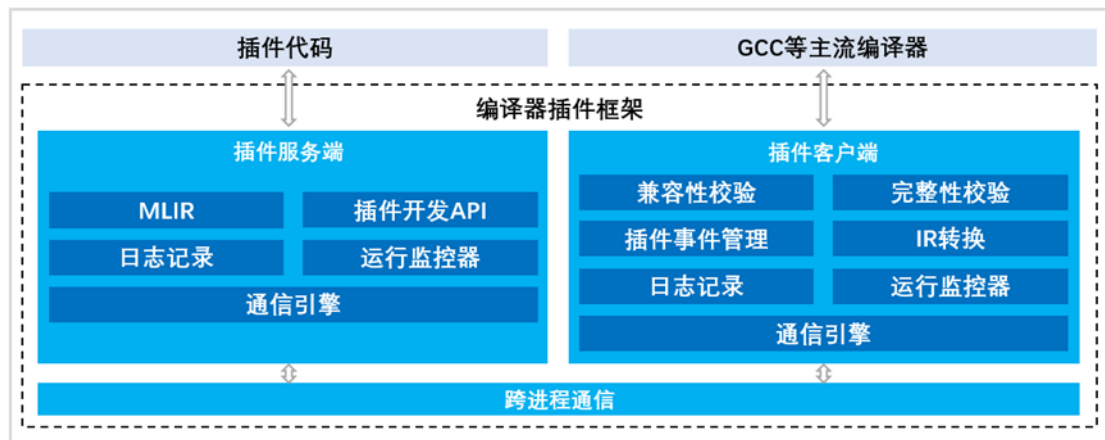 插件代码
GCC等主流编译器
编译器插件框架
插件服务端
MLIR
插件开发API
日志记录
运行监控器
通信引擎
插件客户端
兼容性校验
完整性校验
插件事件管理
IR转换
日志记录
运行监控器
通信引擎
跨进程通信